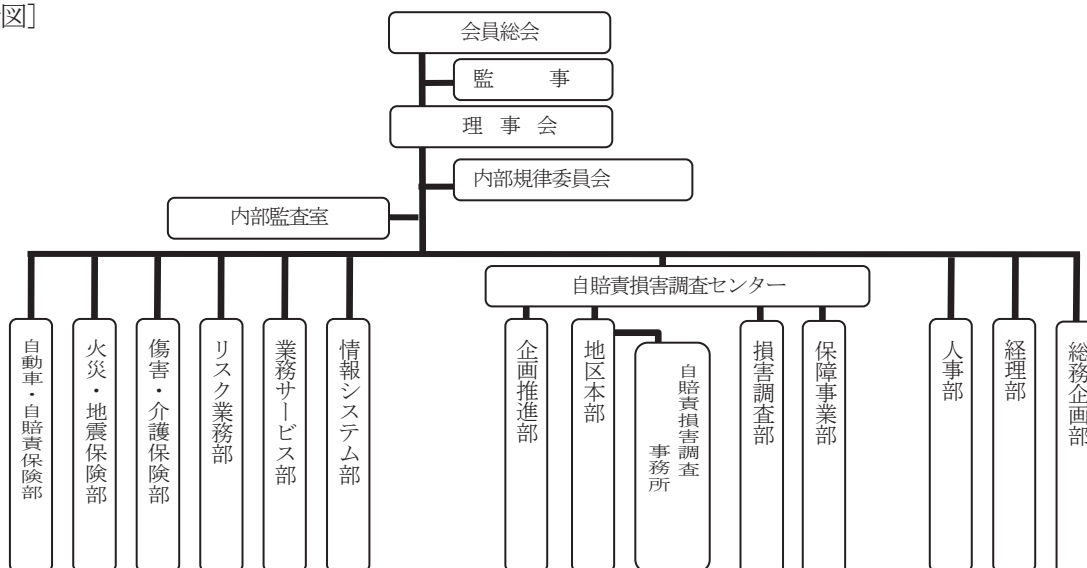 図]
会員総会
監　　事
理 事 会
内部規律委員会
内部監査室
自賠責損害調査センター
自動車・自賠責保険部
火災・地震保険部
傷害・介護保険部
リスク業務部
業務サービス部
情報システム部
企画推進部
地区本部
自賠責損害調査
事務所
損害調査部
保障事業部
人事部
経理部
総務企画部